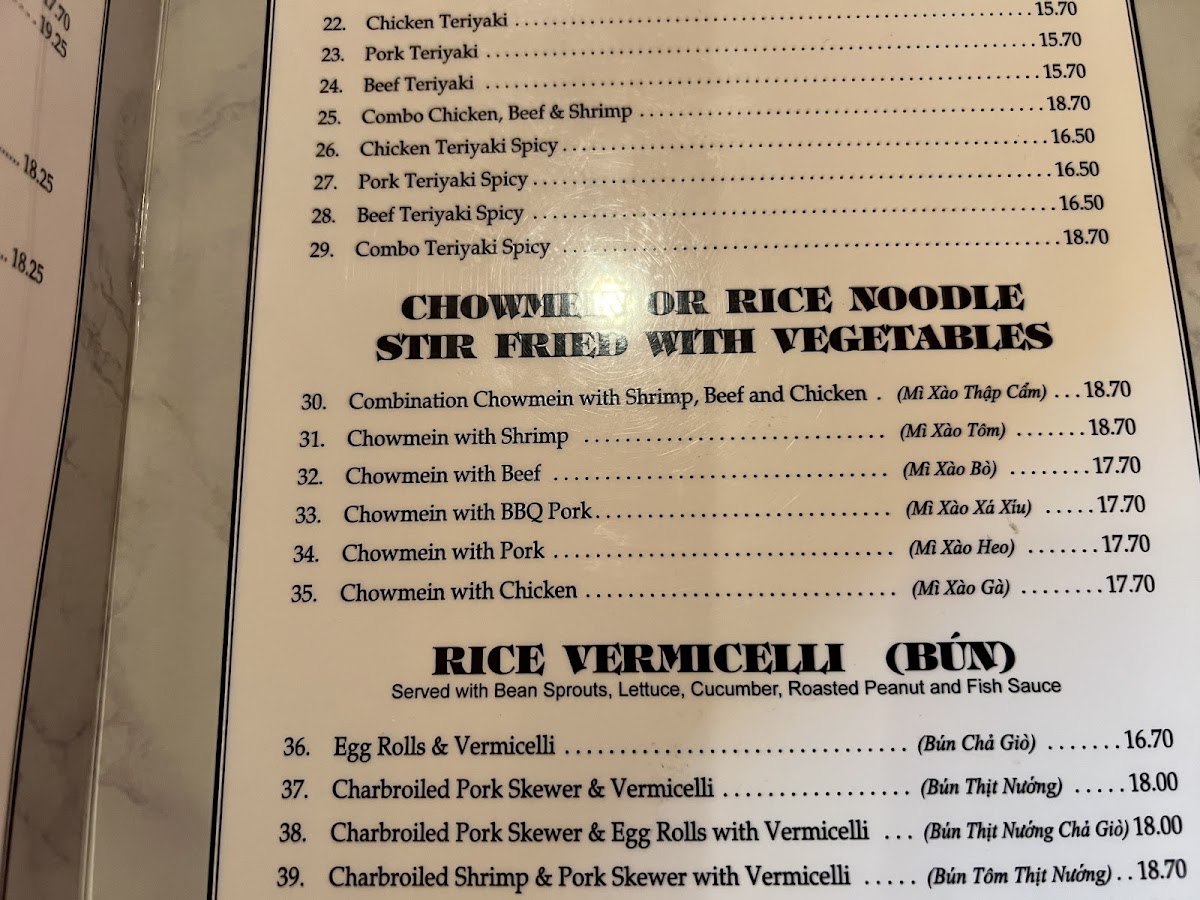 17.70
19.25
18.25
18.25
22. Chicken Teriyaki 15.70
23. Pork Teriyaki 15.70
24. Beef Teriyaki 15.70
25. Combo Chicken, Beef & Shrimp 18.70
26. Chicken Teriyaki Spicy 16.50
27. Pork Teriyaki Spicy 16.50
28. Beef Teriyaki Spicy 16.50
29. Combo Teriyaki Spicy 18.70
CHOWMEIN OR RICE NOODLE
STIR FRIED WITH VEGETABLES
30. Combination Chowmein with Shrimp, Beef and Chicken (Mì Xào Thập Cẩm) 18.70
31. Chowmein with Shrimp (Mì Xào Tôm) 18.70
32. Chowmein with Beef (Mì Xào Bò) 17.70
33. Chowmein with BBQ Pork (Mì Xào Xá Xíu) 17.70
34. Chowmein with Pork (Mì Xào Heo) 17.70
35. Chowmein with Chicken (Mì Xào Gà) 17.70
RICE VERMICELLI (BÚN)
Served with Bean Sprouts, Lettuce, Cucumber, Roasted Peanut and Fish Sauce
36. Egg Rolls & Vermicelli (Bún Chả Giò) 16.70
37. Charbroiled Pork Skewer & Vermicelli (Bún Thịt Nướng) 18.00
38. Charbroiled Pork Skewer & Egg Rolls with Vermicelli (Bún Thịt Nướng Chả Giò) 18.00
39. Charbroiled Shrimp & Pork Skewer with Vermicelli (Bún Tôm Thịt Nướng) 18.70